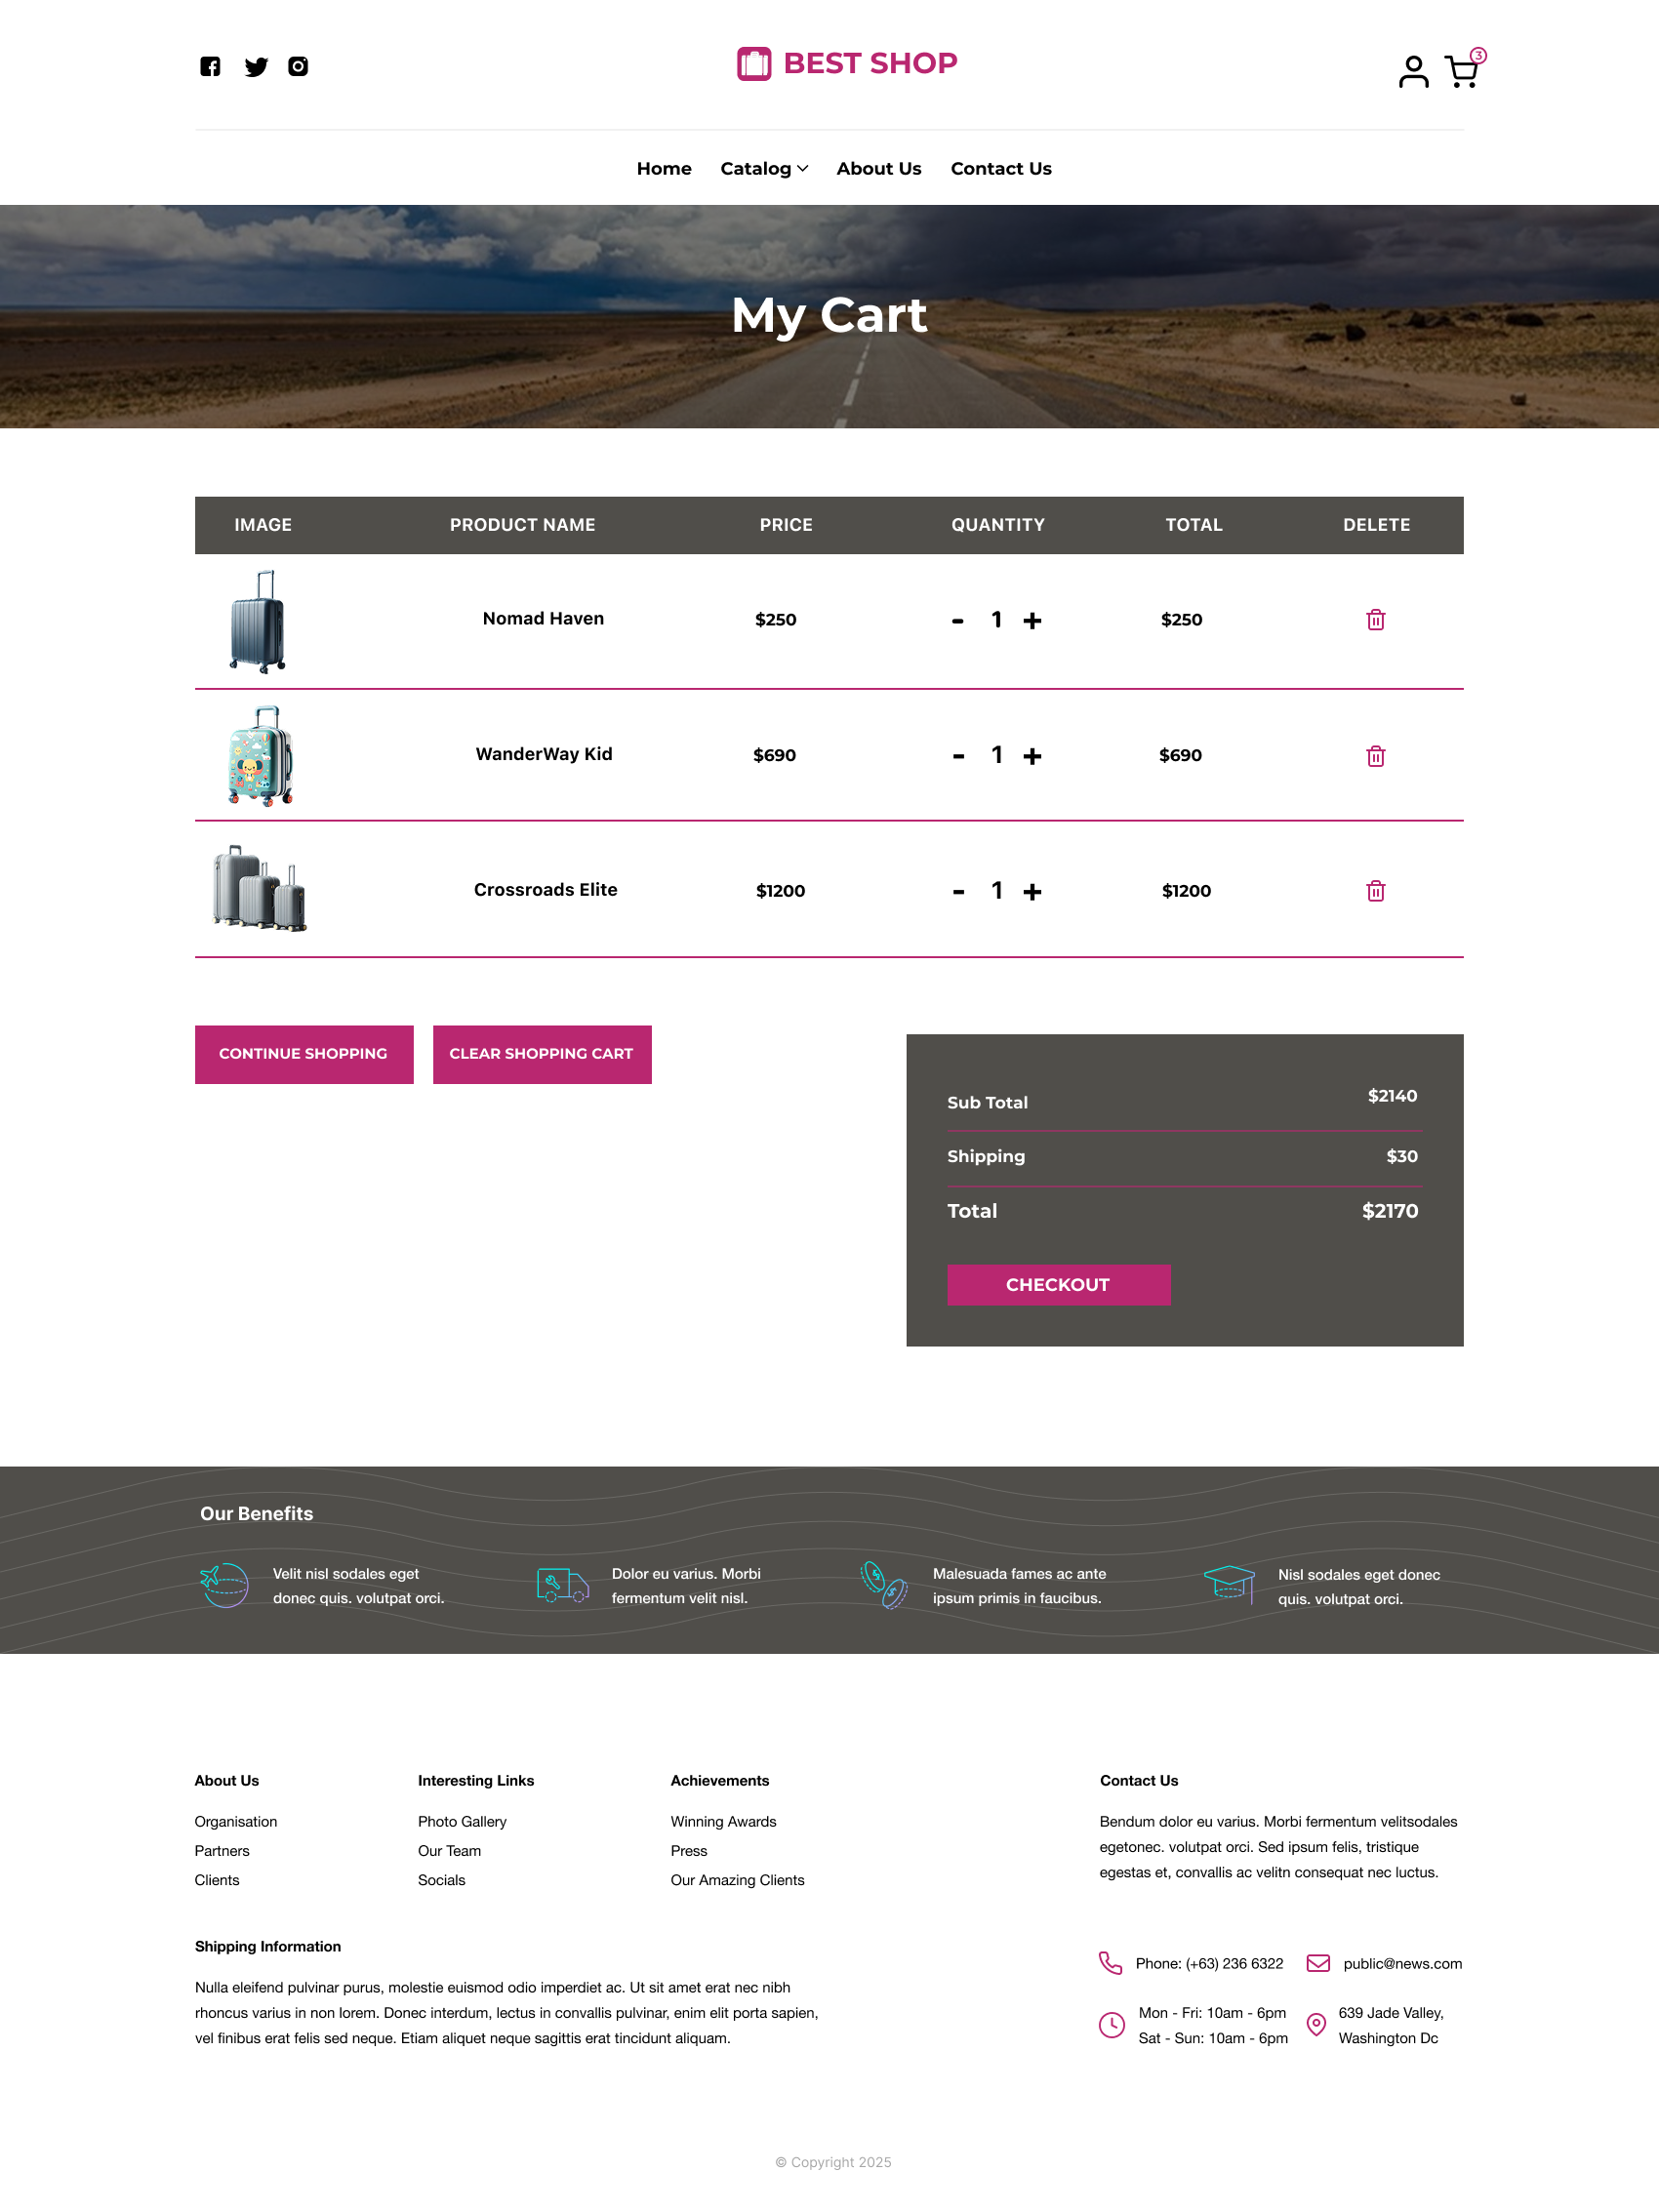 BEST SHOP
3
Home Catalog About Us Contact Us
My Cart
IMAGE PRODUCT NAME PRICE QUANTITY TOTAL DELETE
Nomad Haven $250 - 1 + $250
WanderWay Kid $690 - 1 + $690
Crossroads Elite $1200 - 1 + $1200
CONTINUE SHOPPING CLEAR SHOPPING CART
Sub Total $2140
Shipping $30
Total $2170
CHECKOUT
Our Benefits
Velit nisl sodales eget
donec quis. volutpat orci.
Dolor eu varius. Morbi
fermentum velit nisl.
Malesuada fames ac ante
ipsum primis in faucibus.
Nisl sodales eget donec
quis. volutpat orci.
About Us
Organisation
Partners
Clients
Interesting Links
Photo Gallery
Our Team
Socials
Achievements
Winning Awards
Press
Our Amazing Clients
Contact Us
Bendum dolor eu varius. Morbi fermentum velitsodales
egetonec. volutpat orci. Sed ipsum felis, tristique
egestas et, convallis ac velitn consequat nec luctus.
Shipping Information
Nulla eleifend pulvinar purus, molestie euismod odio imperdiet ac. Ut sit amet erat nec nibh
rhoncus varius in non lorem. Donec interdum, lectus in convallis pulvinar, enim elit porta sapien,
vel finibus erat felis sed neque. Etiam aliquet neque sagittis erat tincidunt aliquam.
Phone: (+63) 236 6322
public@news.com
Mon - Fri: 10am - 6pm
Sat - Sun: 10am - 6pm
639 Jade Valley,
Washington Dc
© Copyright 2025